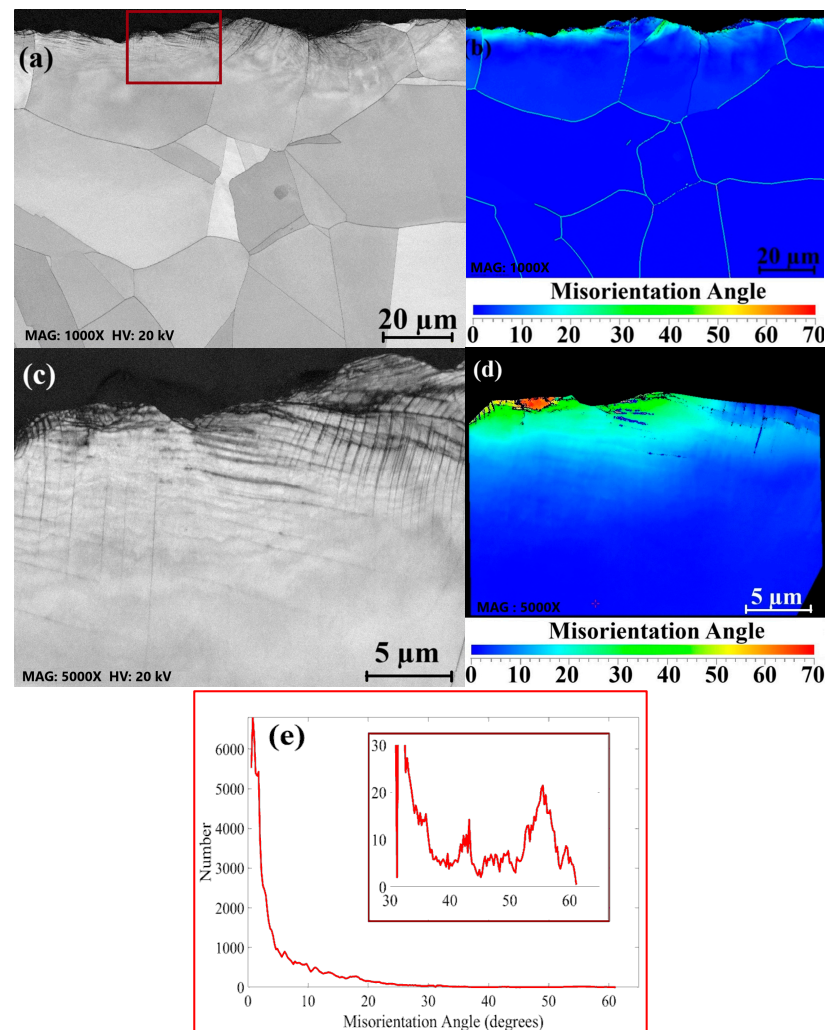 (a)
MAG: 1000X HV: 20 kV
20 μm
(b)
MAG: 1000X
20 μm
Misorientation Angle
0 10 20 30 40 50 60 70
(c)
MAG: 5000X HV: 20 kV
5 μm
(d)
MAG : 5000X
5 μm
Misorientation Angle
0 10 20 30 40 50 60 70
(e)
Number
6000
5000
4000
3000
2000
1000
0
0 10 20 30 40 50 60
Misorientation Angle (degrees)
30
20
10
0
30 40 50 60